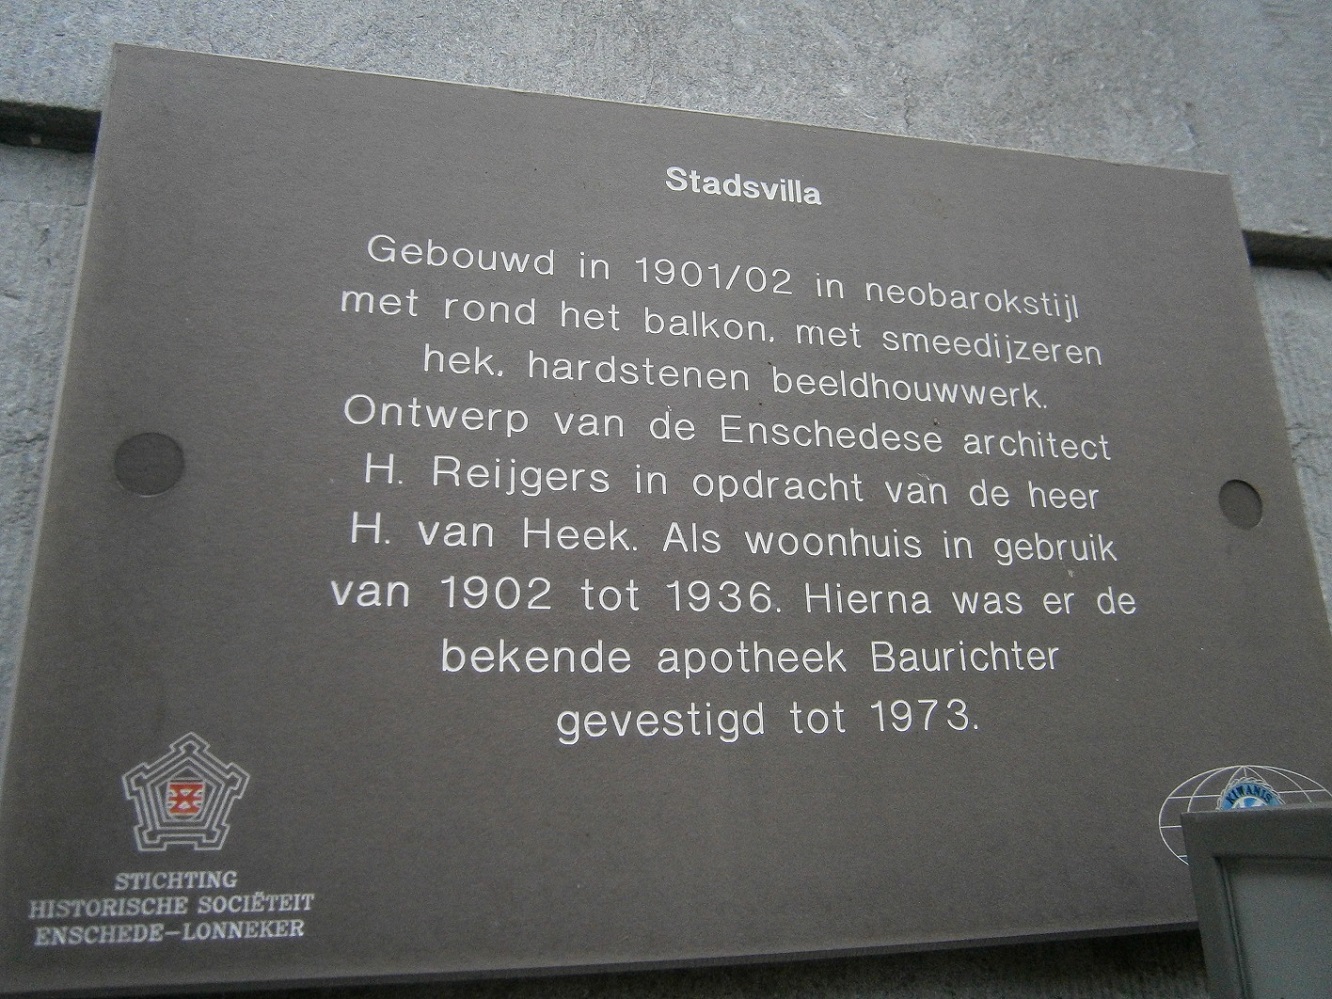 Stadsvilla
Gebouwd in 1901/02 in neobarokstijl
met rond het balkon, met smeedijzeren
hek, hardstenen beeldhouwwerk.
Ontwerp van de Enschedese architect
H. Reijgers in opdracht van de heer
H. van Heek. Als woonhuis in gebruik
van 1902 tot 1936. Hierna was er de
bekende apotheek Baurichter
gevestigd tot 1973.
STICHTING
HISTORISCHE SOCIËTEIT
ENSCHEDE-LONNEKER
KIWANIS